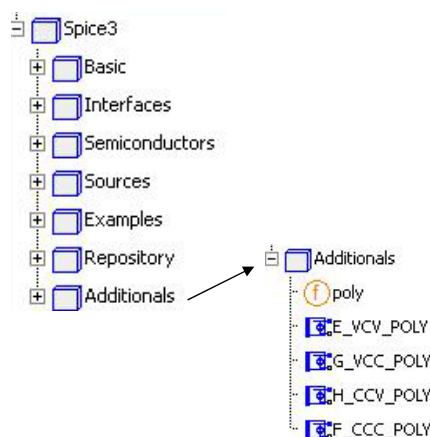 Spice3
Basic
Interfaces
Semiconductors
Sources
Examples
Repository
Additionals
Additionals
f poly
E_VCV_POLY
G_VCC_POLY
H_CCV_POLY
F_CCC_POLY